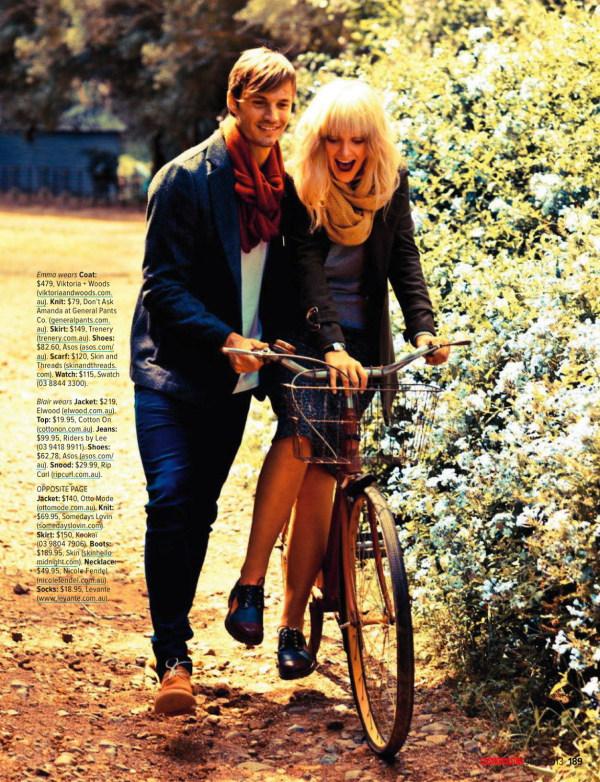 Emma wears Coat:
$479, Viktoria + Woods
(viktoriaandwoods.com.
au). Knit: $79, Don't Ask
Amanda at General Pants
Co. (generalpants.com.
au). Skirt: $149, Trenery
(trenery.com.au). Shoes:
$82.60, Asos (asos.com/
au). Scarf: $120, Skin and
Threads (skinandthreads.
com). Watch: $115, Swatch
(03 8844 3300).
Blair wears Jacket: $219,
Elwood (elwood.com.au).
Top: $19.95, Cotton On
(cottonon.com.au). Jeans:
$99.95, Riders by Lee
(03 9418 9911). Shoes:
$62.78, Asos (asos.com/
au). Snood: $29.99, Rip
Curl (ripcurl.com.au).
OPPOSITE PAGE
Jacket: $140, Otto Mode
(ottomode.com.au). Knit:
$69.95, Somedays Lovin
(somedayslovin.com).
Skirt: $150, Kookai
(03 9804 7906). Boots:
$189.95, Skin (skinhello
midnight.com). Necklace:
$49.95, Nicole Fendel
(nicolefendel.com.au).
Socks: $18.95, Levante
(www.levante.com.au).
2013 189